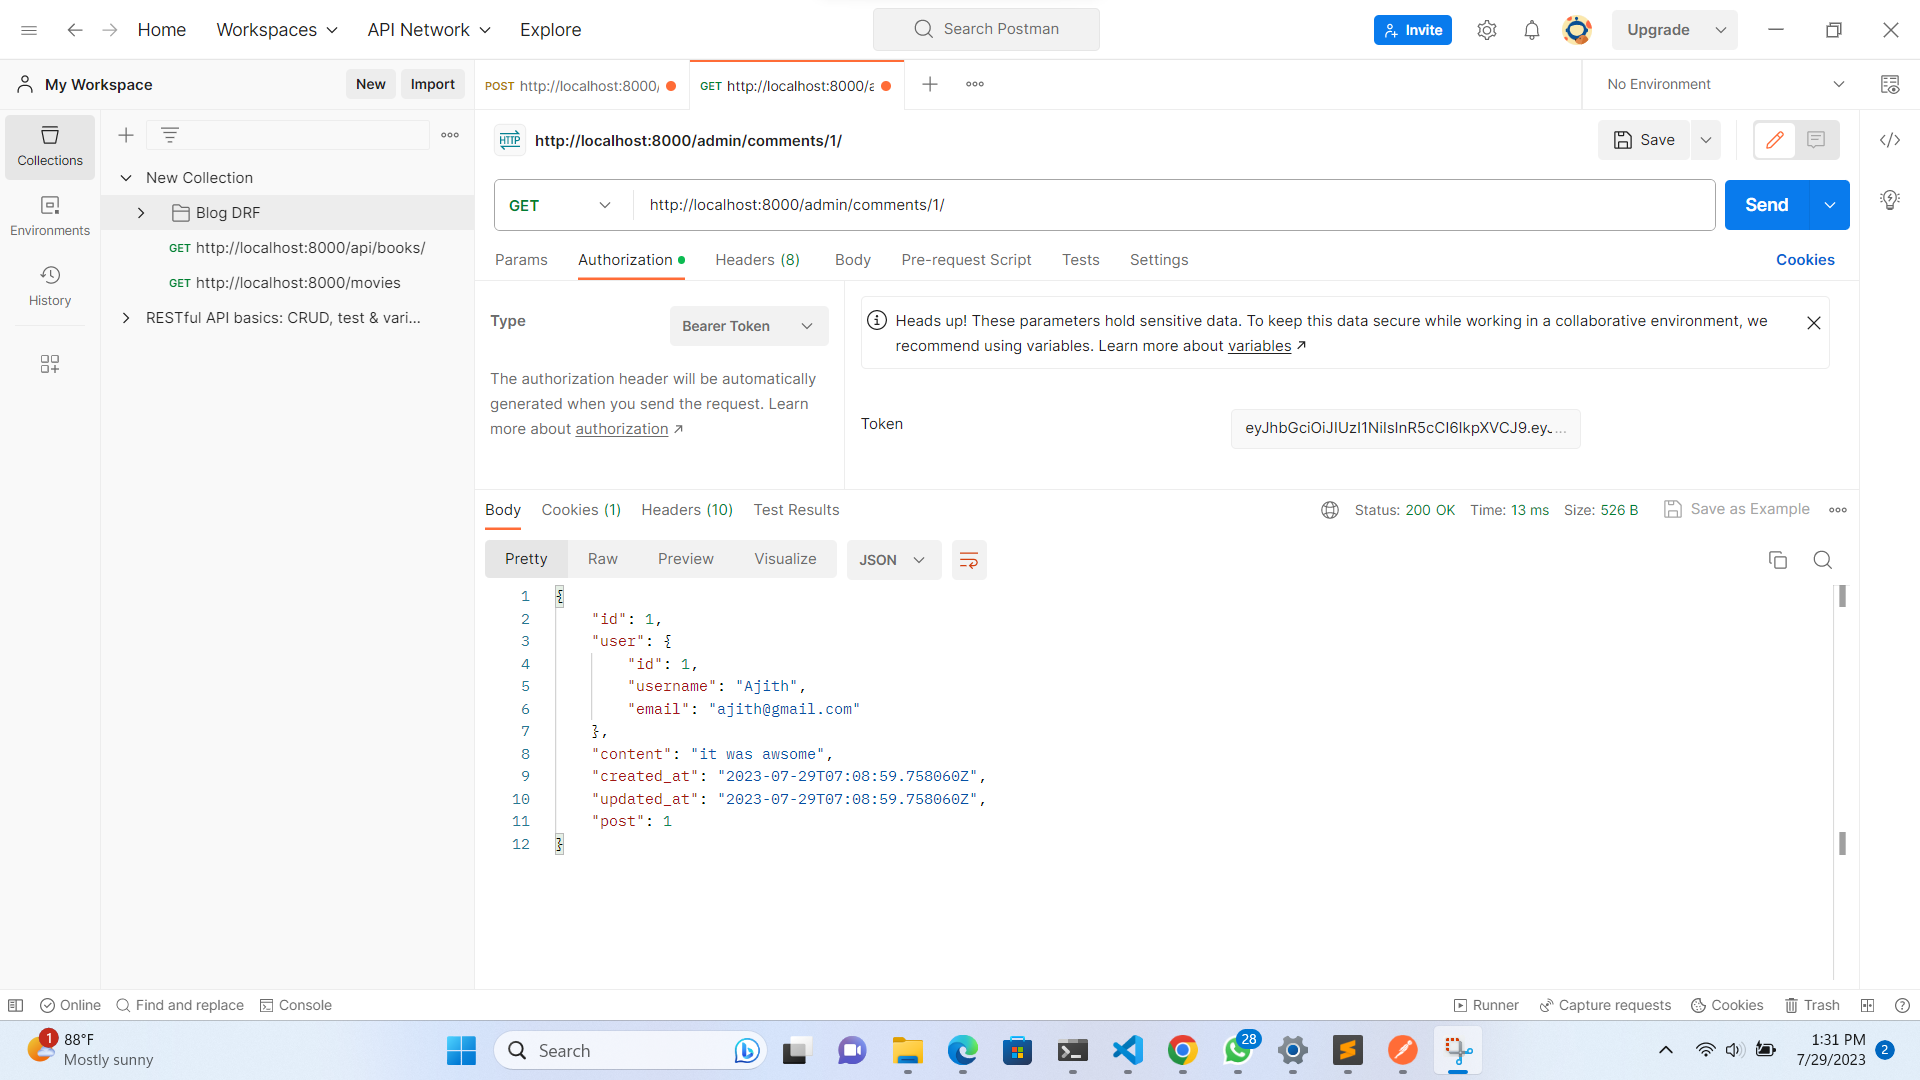 Home
Workspaces
API Network
Explore
Search Postman
Invite
Upgrade
My Workspace
New
Import
POST http://localhost:8000/
GET http://localhost:8000/a
No Environment
Collections
Environments
History
New Collection
Blog DRF
GET http://localhost:8000/api/books/
GET http://localhost:8000/movies
RESTful API basics: CRUD, test & vari...
HTTP http://localhost:8000/admin/comments/1/
Save
GET
http://localhost:8000/admin/comments/1/
Send
Params
Authorization
Headers (8)
Body
Pre-request Script
Tests
Settings
Cookies
Type
Bearer Token
The authorization header will be automatically
generated when you send the request. Learn
more about authorization ↗
Heads up! These parameters hold sensitive data. To keep this data secure while working in a collaborative environment, we
recommend using variables. Learn more about variables ↗
Token
eyJhbGciOiJIUzI1NiIsInR5cCI6IkpXVCJ9.eyJ...
Body
Cookies (1)
Headers (10)
Test Results
Status: 200 OK
Time: 13 ms
Size: 526 B
Save as Example
Pretty
Raw
Preview
Visualize
JSON
1 {
2 "id": 1,
3 "user": {
4 "id": 1,
5 "username": "Ajith",
6 "email": "ajith@gmail.com"
7 },
8 "content": "it was awsome",
9 "created_at": "2023-07-29T07:08:59.758060Z",
10 "updated_at": "2023-07-29T07:08:59.758060Z",
11 "post": 1
12 }
Online
Find and replace
Console
Runner
Capture requests
Cookies
Trash
1
88°F
Mostly sunny
Search
28
1:31 PM
7/29/2023
2